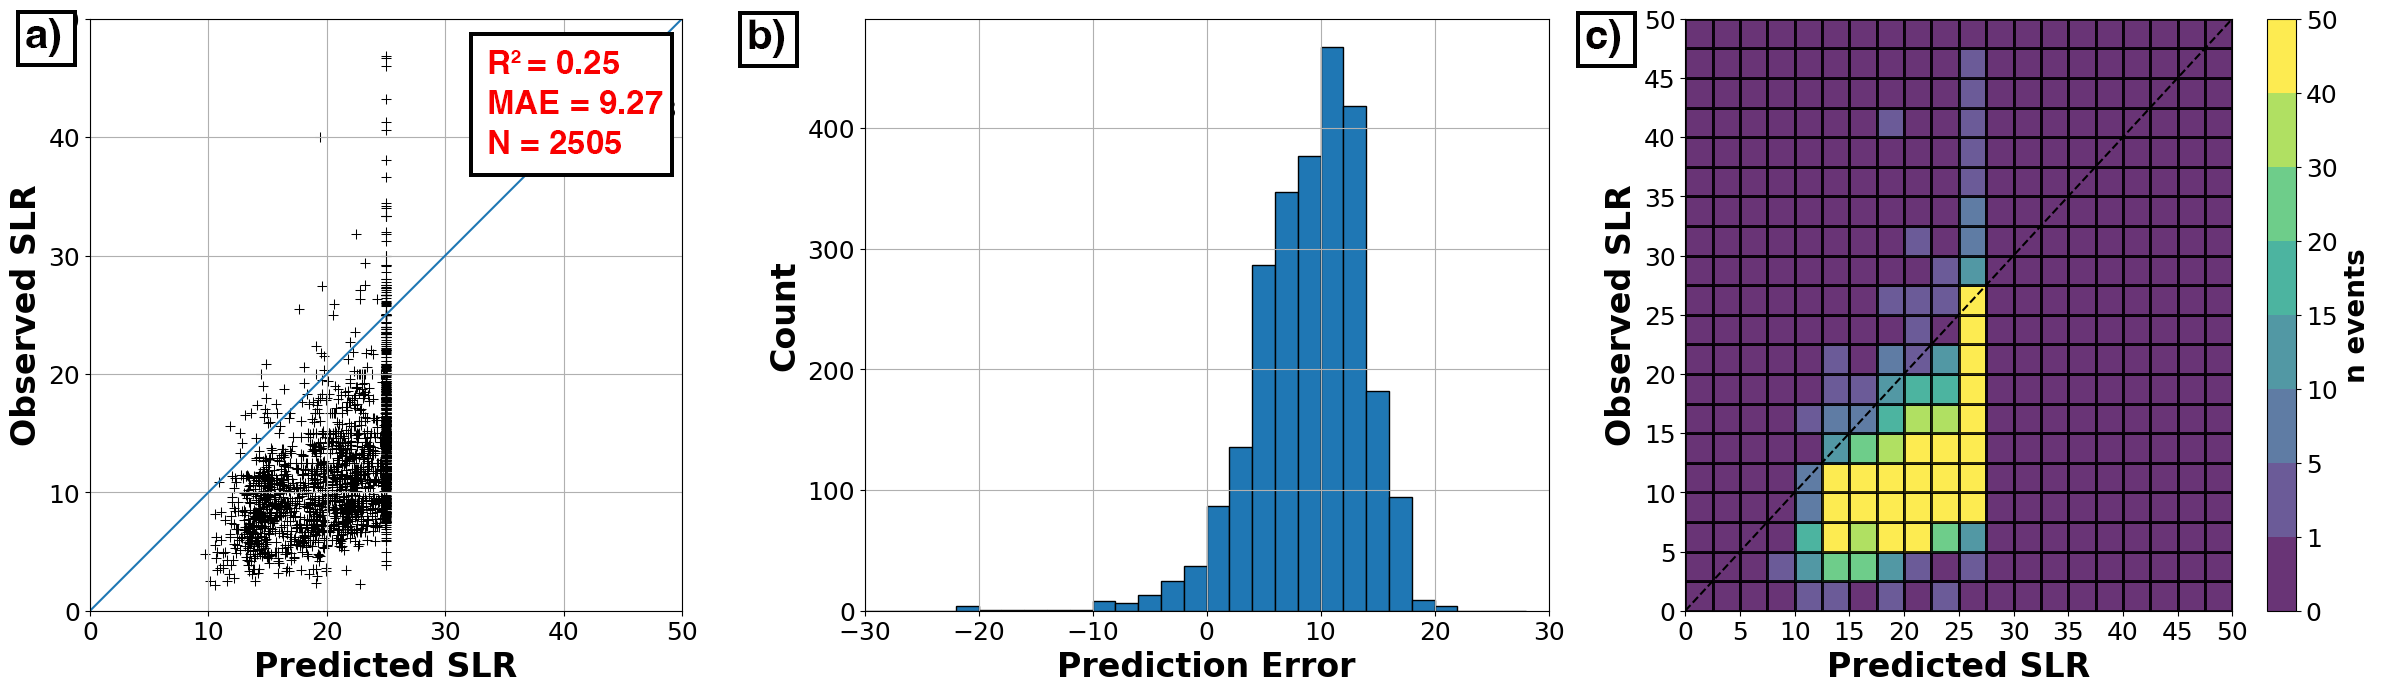 a)
R² = 0.25
MAE = 9.27
N = 2505
40
30
20
10
0
0 10 20 30 40 50
Observed SLR
Predicted SLR
b)
400
300
200
100
0
−30 −20 −10 0 10 20 30
Count
Prediction Error
c)
50
45
40
35
30
25
20
15
10
5
0
0 5 10 15 20 25 30 35 40 45 50
Observed SLR
Predicted SLR
50
40
30
20
15
10
5
1
0
n events